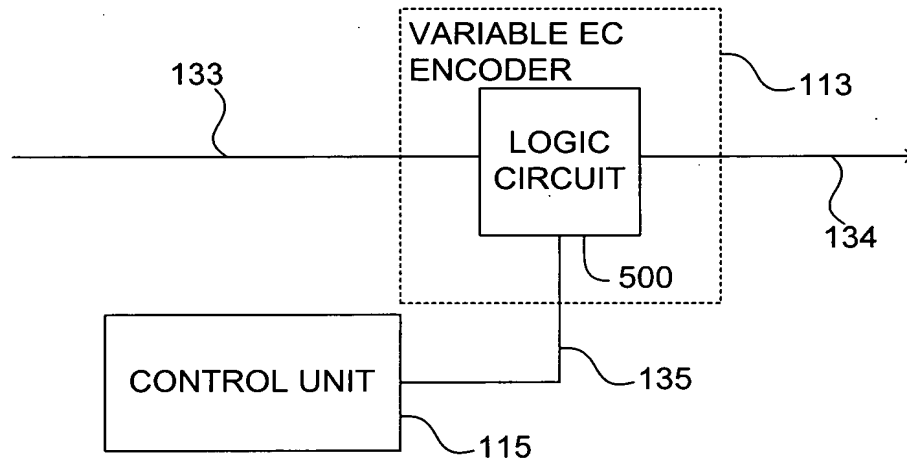 VARIABLE EC
ENCODER
133
113
LOGIC
CIRCUIT
134
500
CONTROL UNIT
135
115